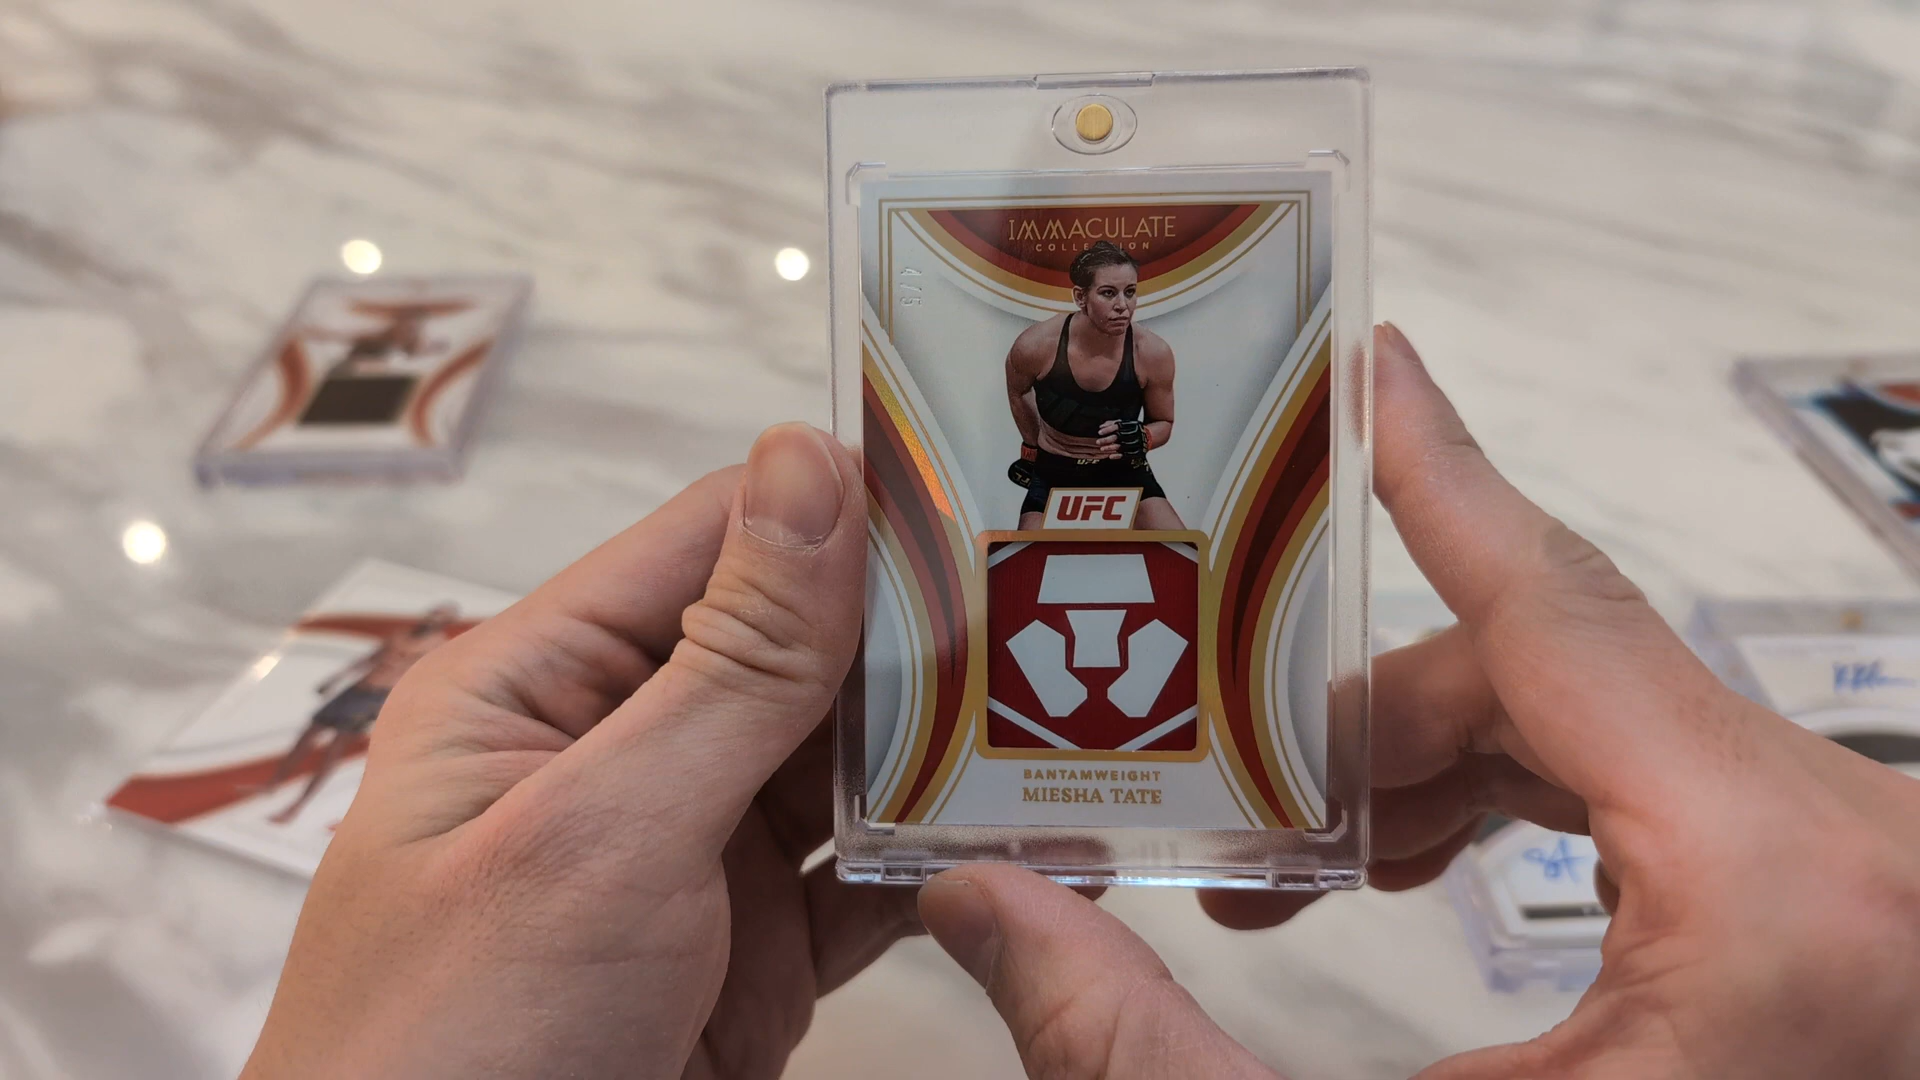 IMMACULATE
COLLECTION
4/5
UFC
BANTAMWEIGHT
MIESHA TATE